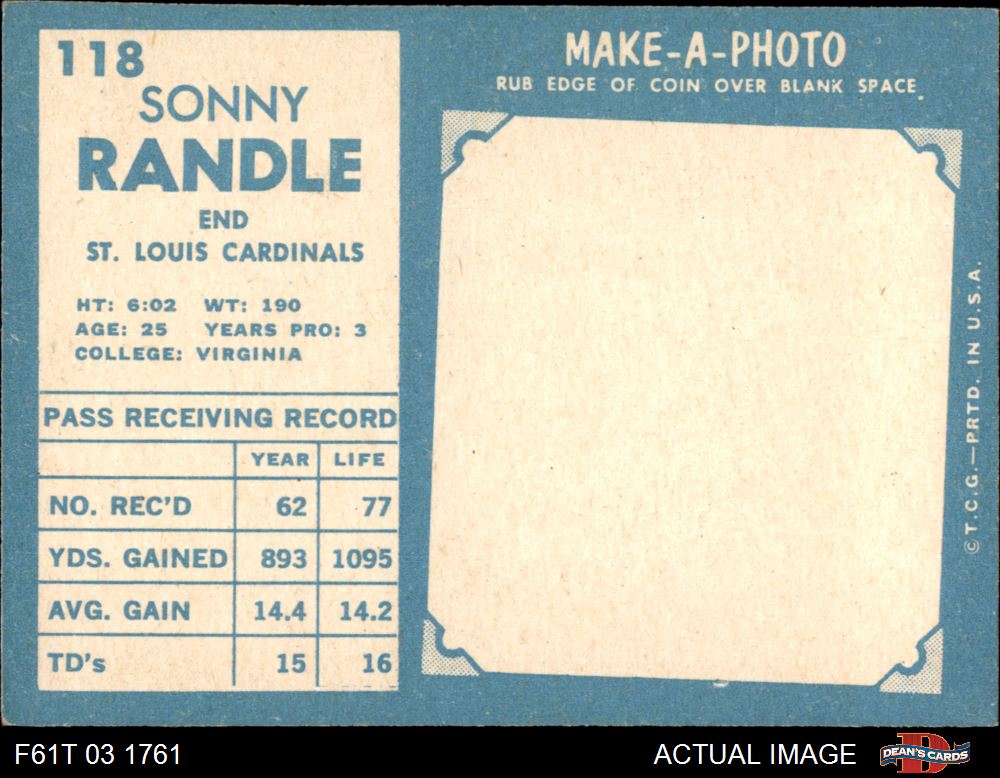 118
SONNY
RANDLE
END
ST. LOUIS CARDINALS
HT: 6:02 WT: 190
AGE: 25 YEARS PRO: 3
COLLEGE: VIRGINIA
PASS RECEIVING RECORD
YEAR LIFE
NO. REC'D 62 77
YDS. GAINED 893 1095
AVG. GAIN 14.4 14.2
TD's 15 16
MAKE-A-PHOTO
RUB EDGE OF COIN OVER BLANK SPACE.
© T.C.G.—PRTD. IN U.S.A.
F61T 03 1761
ACTUAL IMAGE
DEAN'S CARDS